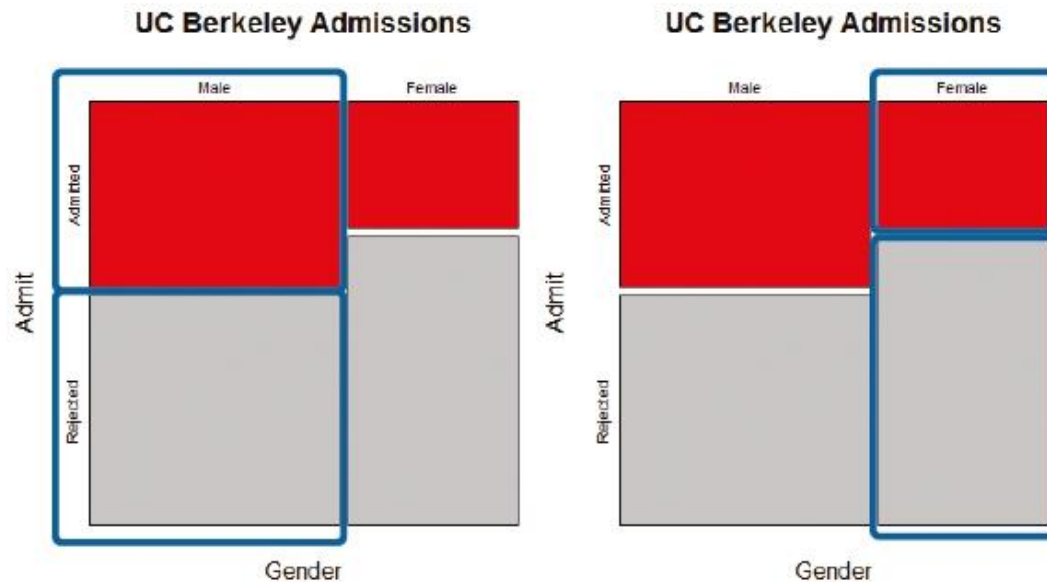 UC Berkeley Admissions
Male
Female
Admitted
Rejected
Admit
Gender
UC Berkeley Admissions
Male
Female
Admitted
Rejected
Admit
Gender